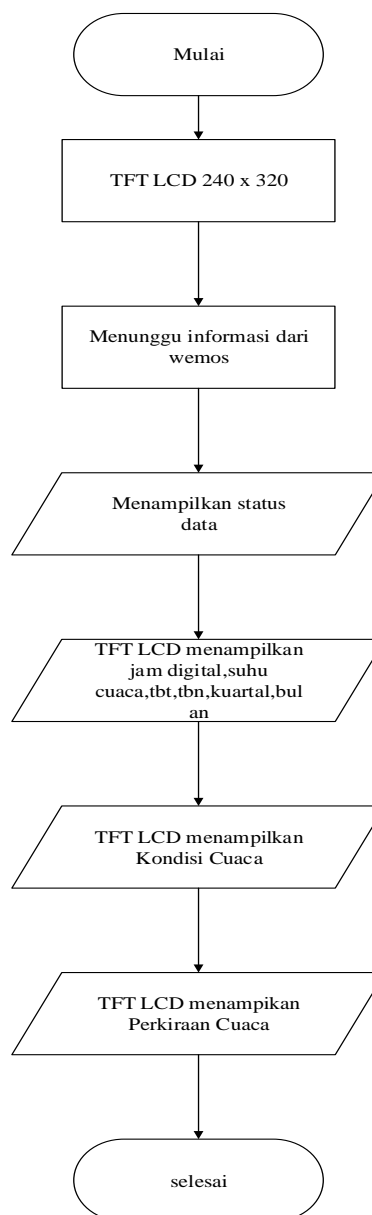 Mulai
TFT LCD 240 x 320
Menunggu informasi dari
wemos
Menampilkan status
data
TFT LCD menampilkan
jam digital,suhu
cuaca,tbt,tbn,kuartal,bul
an
TFT LCD menampilkan
Kondisi Cuaca
TFT LCD menampikan
Perkiraan Cuaca
selesai